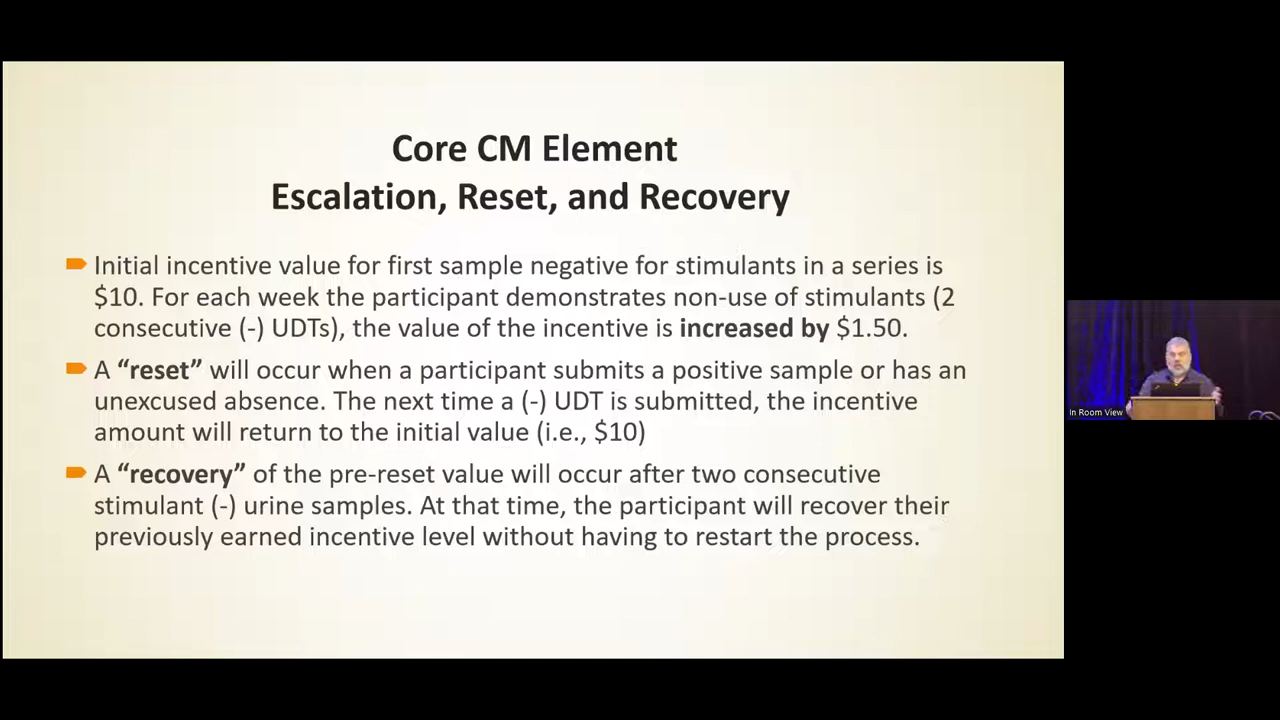 Core CM Element
Escalation, Reset, and Recovery
Initial incentive value for first sample negative for stimulants in a series is
$10. For each week the participant demonstrates non-use of stimulants (2
consecutive (-) UDTs), the value of the incentive is increased by $1.50.
A “reset” will occur when a participant submits a positive sample or has an
unexcused absence. The next time a (-) UDT is submitted, the incentive
amount will return to the initial value (i.e., $10)
A “recovery” of the pre-reset value will occur after two consecutive
stimulant (-) urine samples. At that time, the participant will recover their
previously earned incentive level without having to restart the process.
In Room View